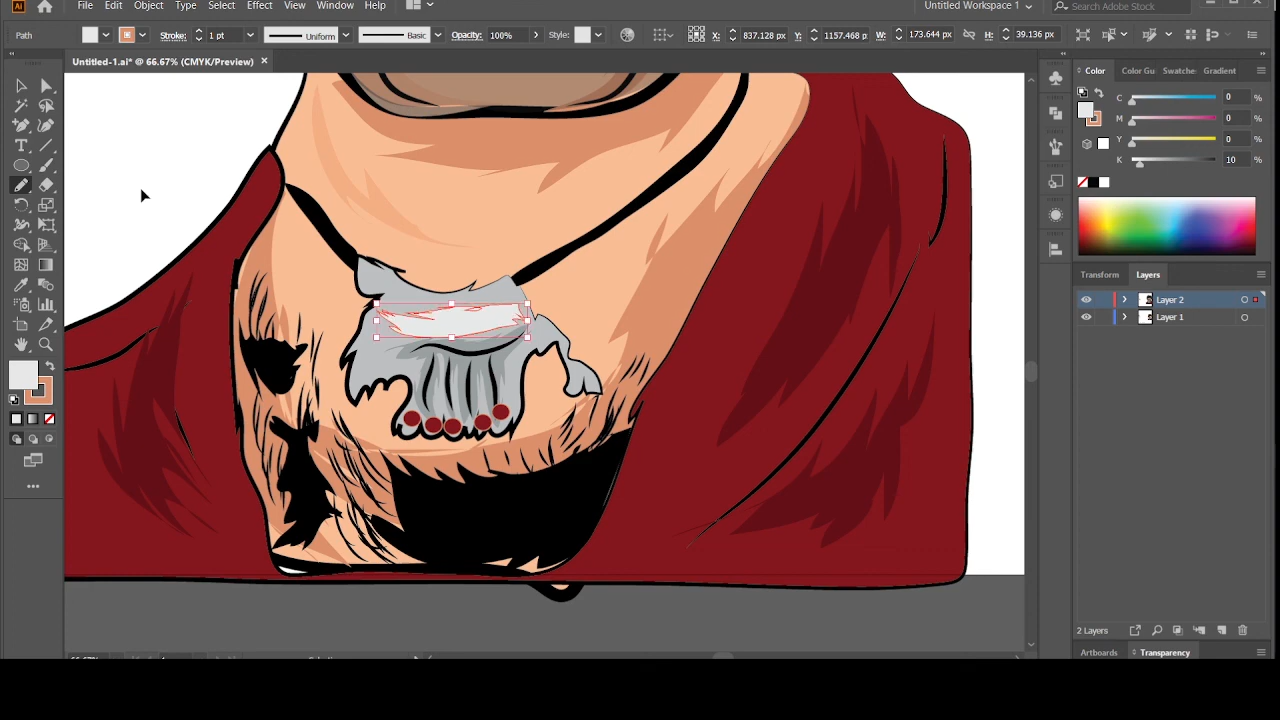 Ai File Edit Object Type Select Effect View Window Help Untitled Workspace 1 Search Adobe Stock
Path Stroke: 1 pt Uniform Basic Opacity: 100% Style: X: 837.128 px Y: 1157.468 p W: 173.644 px H: 39.136 px
Untitled-1.ai* @ 66.67% (CMYK/Preview) ×
Color Color Gu Swatche Gradient
C 0 %
M 0 %
Y 0 %
K 10 %
Transform Layers
Layer 2
Layer 1
2 Layers
Artboards Transparency